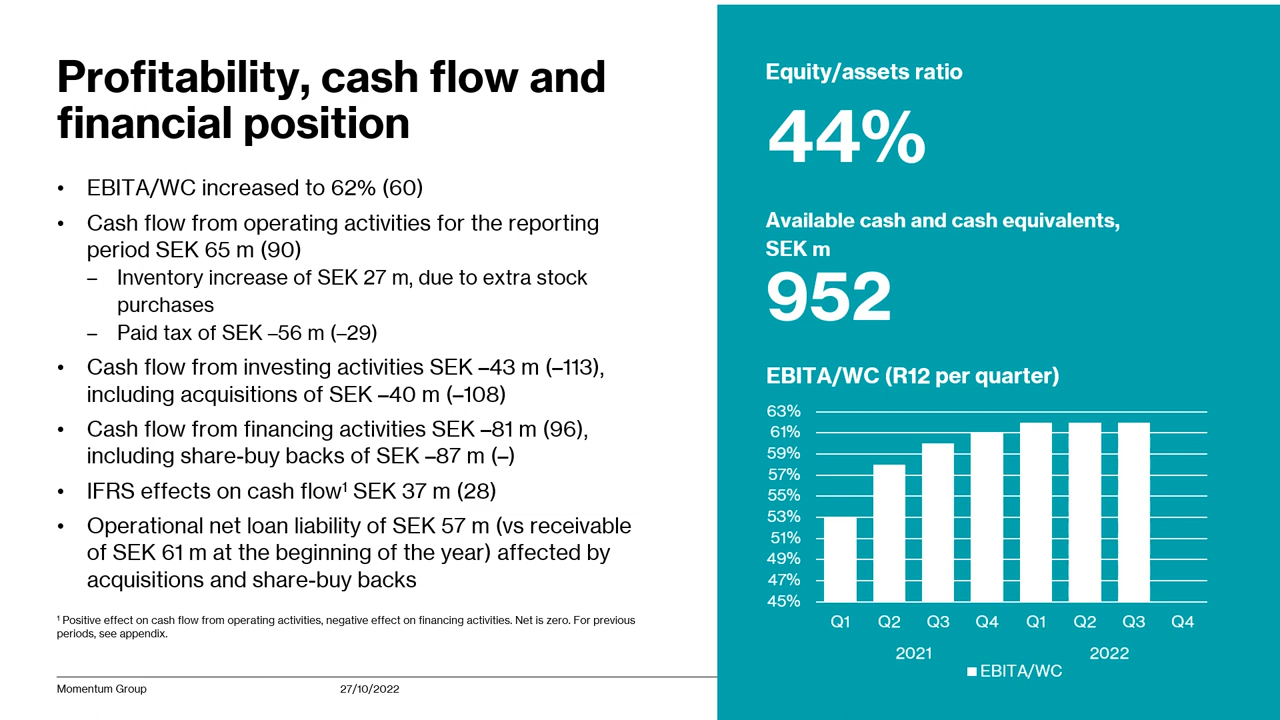 Profitability, cash flow and
financial position
• EBITA/WC increased to 62% (60)
• Cash flow from operating activities for the reporting
period SEK 65 m (90)
– Inventory increase of SEK 27 m, due to extra stock
purchases
– Paid tax of SEK –56 m (–29)
• Cash flow from investing activities SEK –43 m (–113),
including acquisitions of SEK –40 m (–108)
• Cash flow from financing activities SEK –81 m (96),
including share-buy backs of SEK –87 m (–)
• IFRS effects on cash flow¹ SEK 37 m (28)
• Operational net loan liability of SEK 57 m (vs receivable
of SEK 61 m at the beginning of the year) affected by
acquisitions and share-buy backs
¹ Positive effect on cash flow from operating activities, negative effect on financing activities. Net is zero. For previous
periods, see appendix.
Momentum Group 27/10/2022
Equity/assets ratio
44%
Available cash and cash equivalents,
SEK m
952
EBITA/WC (R12 per quarter)
63%
61%
59%
57%
55%
53%
51%
49%
47%
45%
Q1 Q2 Q3 Q4 Q1 Q2 Q3 Q4
2021 2022
EBITA/WC